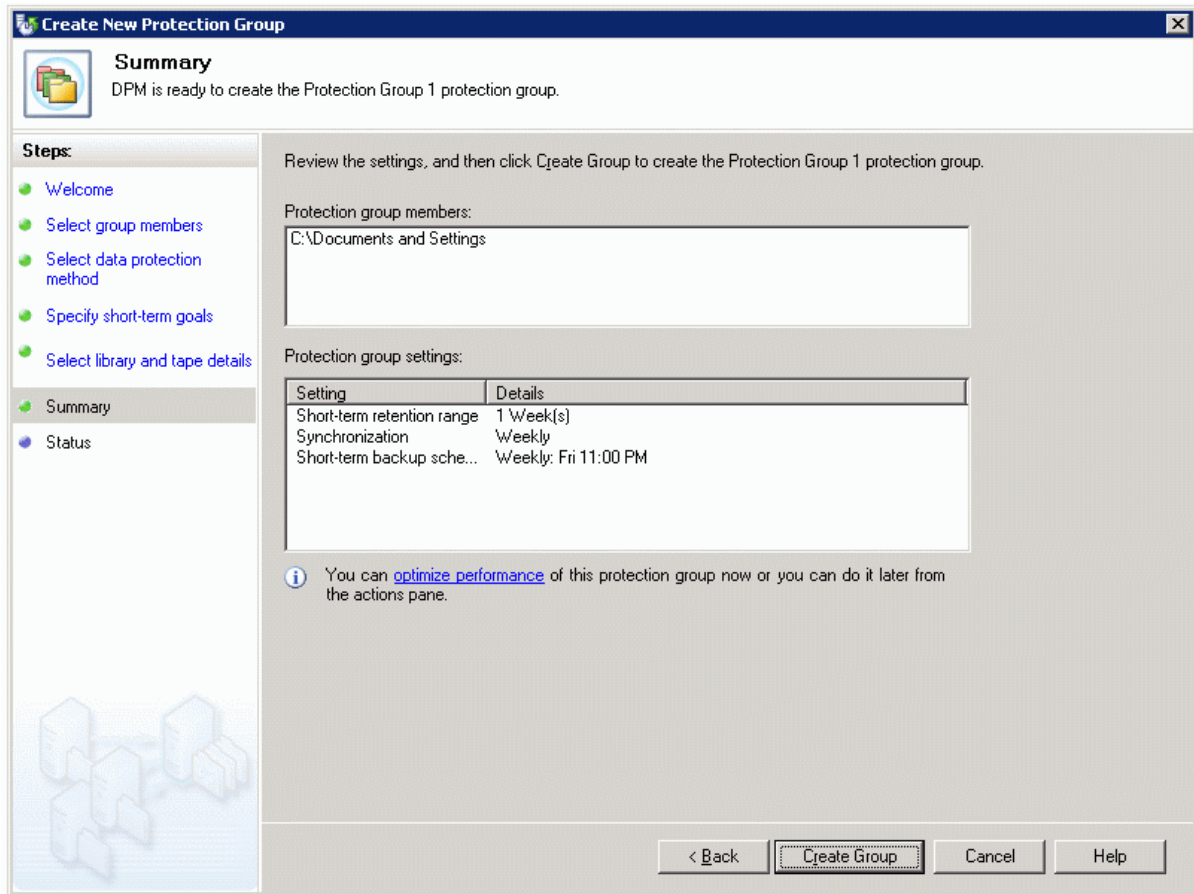 Create New Protection Group
Summary
DPM is ready to create the Protection Group 1 protection group.
Steps:
Welcome
Select group members
Select data protection
method
Specify short-term goals
Select library and tape details
Summary
Status
Review the settings, and then click Create Group to create the Protection Group 1 protection group.
Protection group members:
C:\Documents and Settings
Protection group settings:
Setting Details
Short-term retention range 1 Week(s)
Synchronization Weekly
Short-term backup sche... Weekly: Fri 11:00 PM
You can optimize performance of this protection group now or you can do it later from
the actions pane.
< Back Create Group Cancel Help